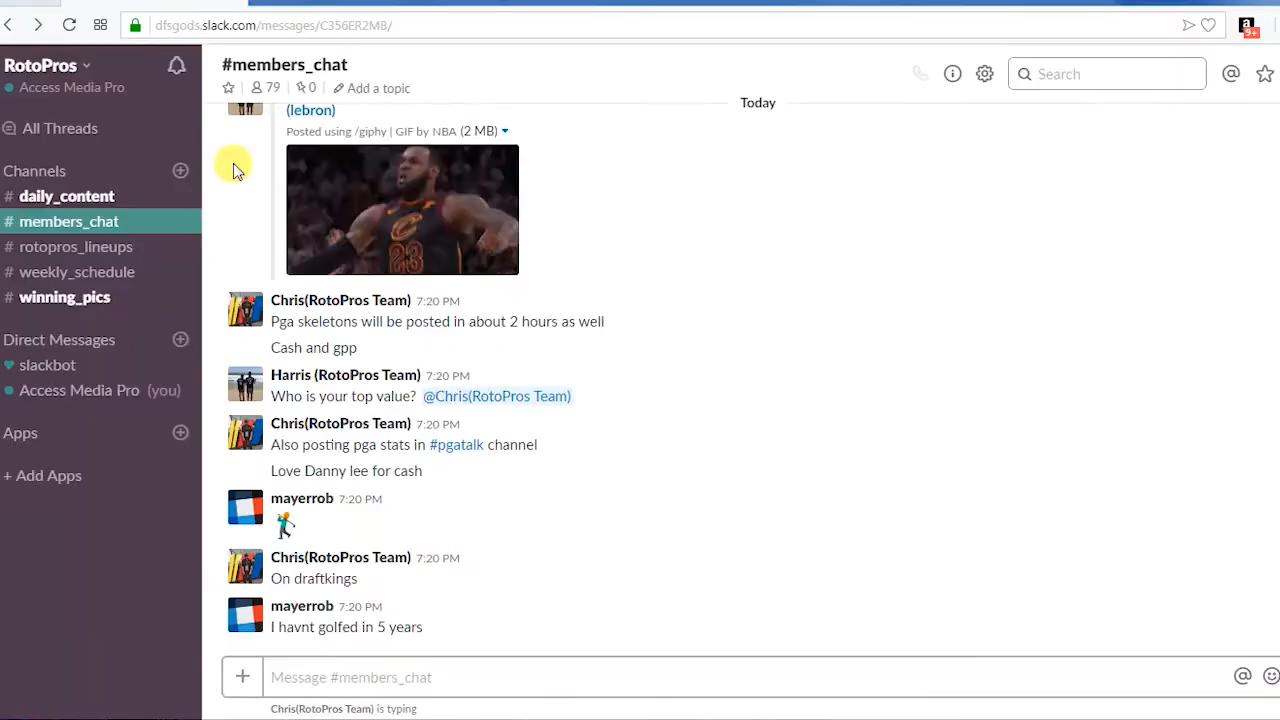 dfsgods.slack.com/messages/C356ER2MB/
9+
RotoPros
Access Media Pro
All Threads
Channels
# daily_content
# members_chat
# rotopros_lineups
# weekly_schedule
# winning_pics
Direct Messages
slackbot
Access Media Pro (you)
Apps
+ Add Apps
#members_chat
79 | 0 | Add a topic
Search
Today
(lebron)
Posted using /giphy | GIF by NBA (2 MB)
23
Chris(RotoPros Team) 7:20 PM
Pga skeletons will be posted in about 2 hours as well
Cash and gpp
Harris (RotoPros Team) 7:20 PM
Who is your top value? @Chris(RotoPros Team)
Chris(RotoPros Team) 7:20 PM
Also posting pga stats in #pgatalk channel
Love Danny lee for cash
mayerrob 7:20 PM
Chris(RotoPros Team) 7:20 PM
On draftkings
mayerrob 7:20 PM
I havnt golfed in 5 years
Message #members_chat
Chris(RotoPros Team) is typing